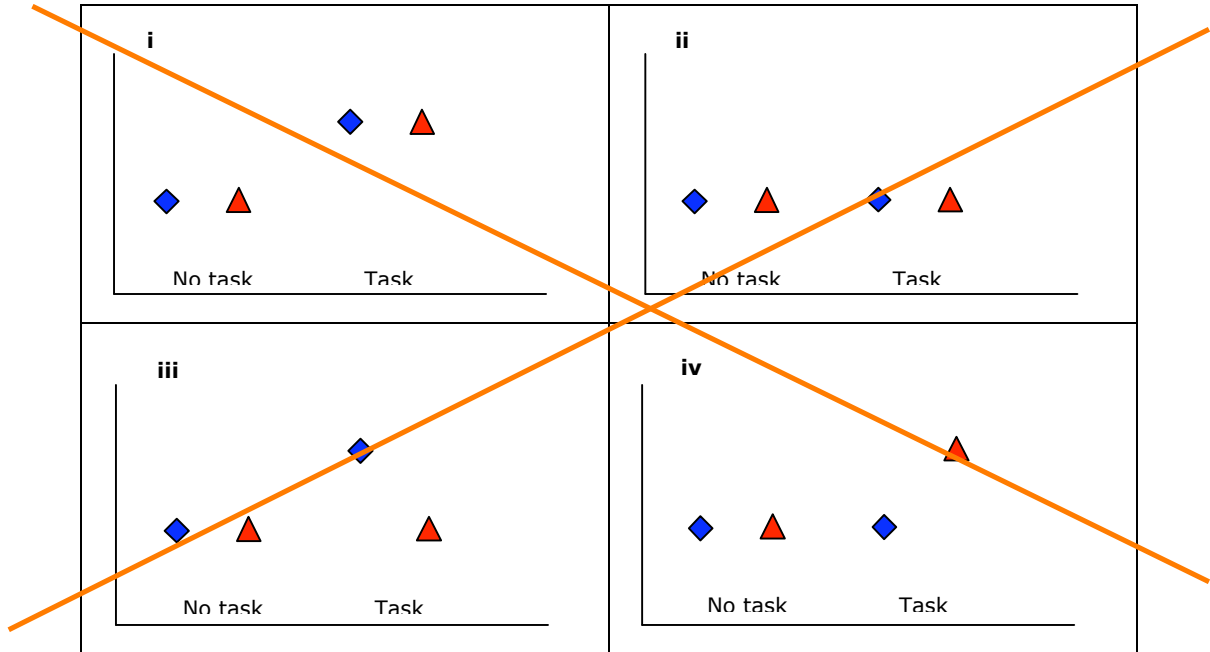 i
No task Task
ii
No task Task
iii
No task Task
iv
No task Task